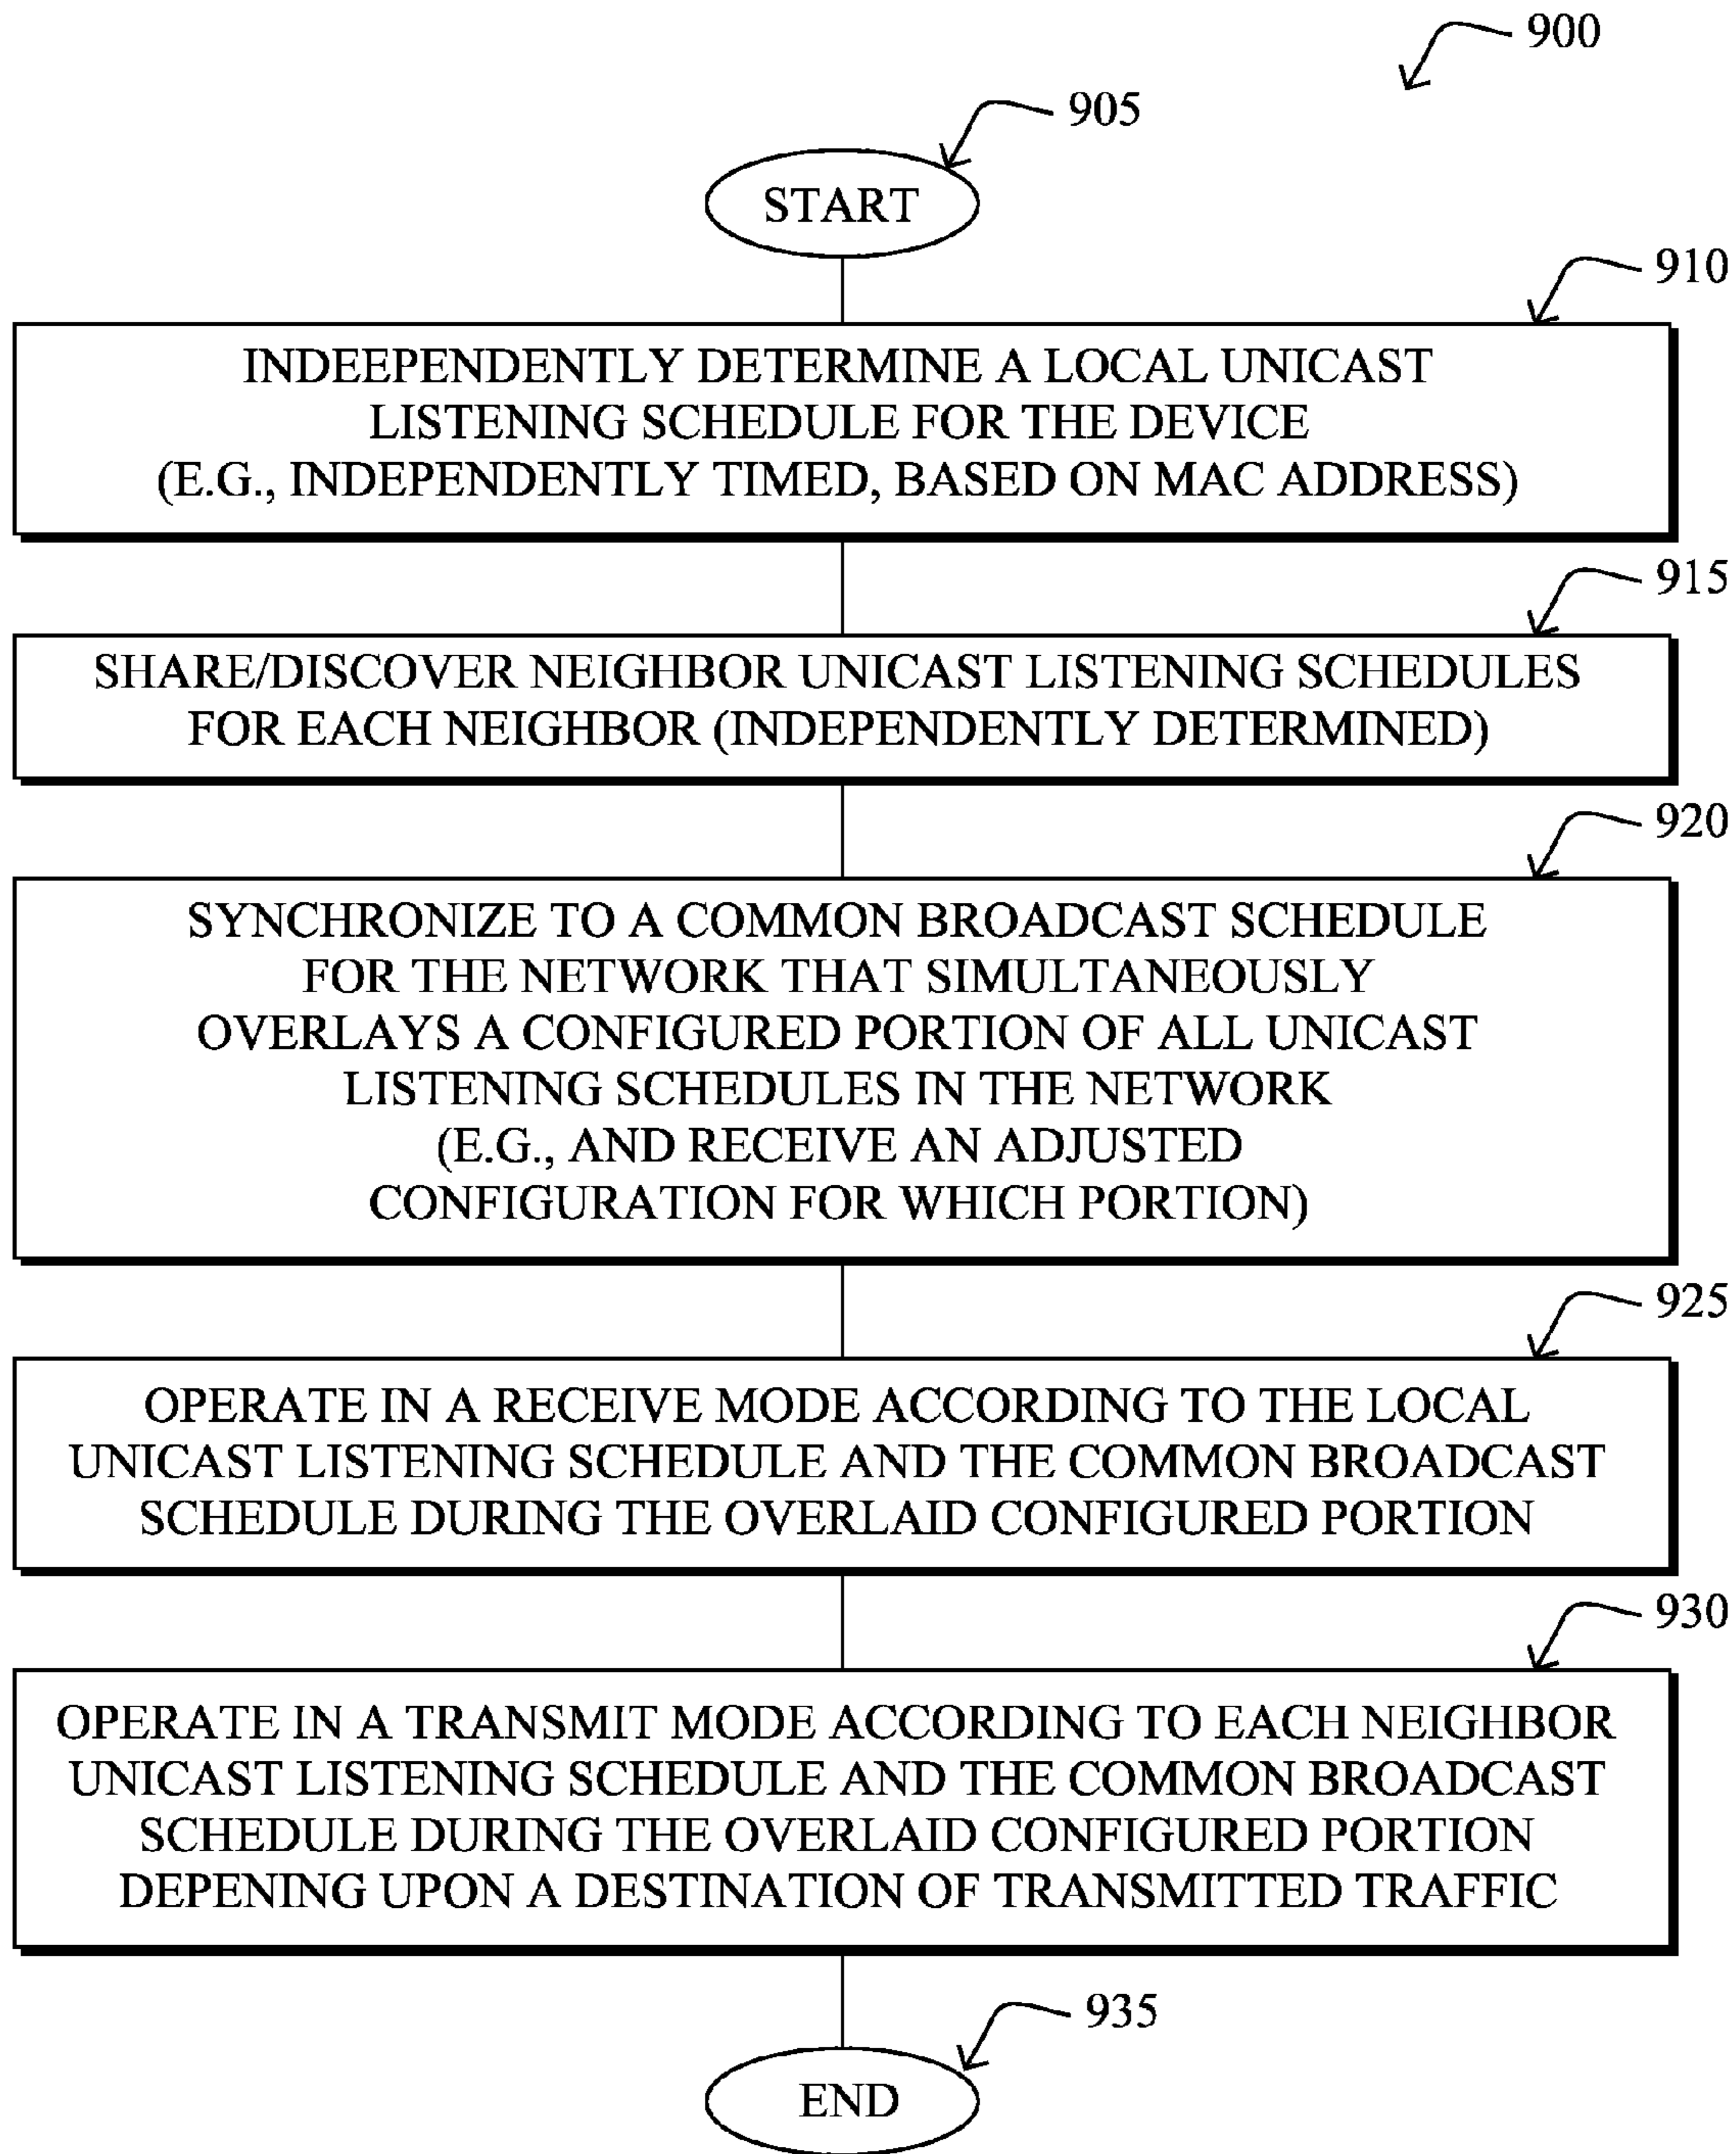 900
905
START
910
INDEEPENDENTLY DETERMINE A LOCAL UNICAST
LISTENING SCHEDULE FOR THE DEVICE
(E.G., INDEPENDENTLY TIMED, BASED ON MAC ADDRESS)
915
SHARE/DISCOVER NEIGHBOR UNICAST LISTENING SCHEDULES
FOR EACH NEIGHBOR (INDEPENDENTLY DETERMINED)
920
SYNCHRONIZE TO A COMMON BROADCAST SCHEDULE
FOR THE NETWORK THAT SIMULTANEOUSLY
OVERLAYS A CONFIGURED PORTION OF ALL UNICAST
LISTENING SCHEDULES IN THE NETWORK
(E.G., AND RECEIVE AN ADJUSTED
CONFIGURATION FOR WHICH PORTION)
925
OPERATE IN A RECEIVE MODE ACCORDING TO THE LOCAL
UNICAST LISTENING SCHEDULE AND THE COMMON BROADCAST
SCHEDULE DURING THE OVERLAID CONFIGURED PORTION
930
OPERATE IN A TRANSMIT MODE ACCORDING TO EACH NEIGHBOR
UNICAST LISTENING SCHEDULE AND THE COMMON BROADCAST
SCHEDULE DURING THE OVERLAID CONFIGURED PORTION
DEPENING UPON A DESTINATION OF TRANSMITTED TRAFFIC
935
END